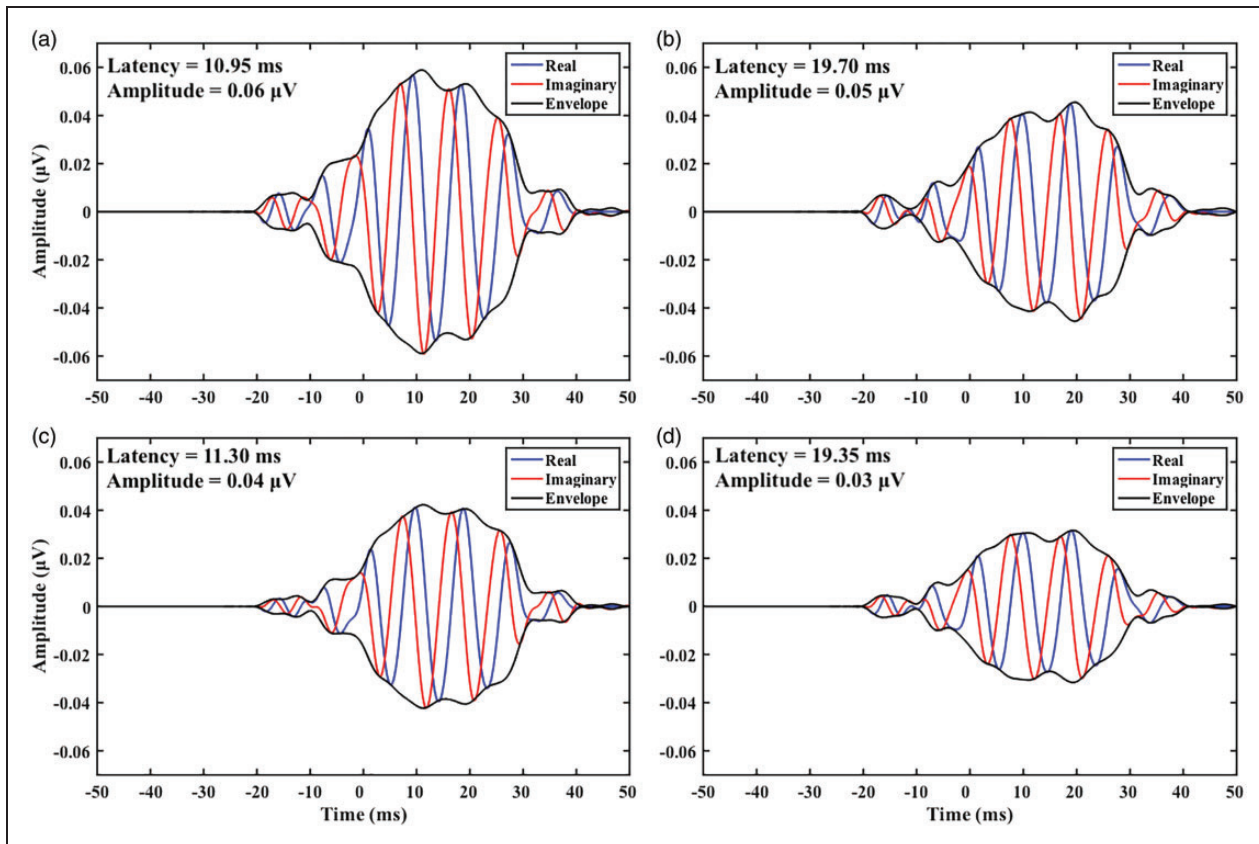 (a)
Latency = 10.95 ms
Amplitude = 0.06 μV
Real
Imaginary
Envelope
Amplitude (μV)
0.06
0.04
0.02
0
-0.02
-0.04
-0.06
-50 -40 -30 -20 -10 0 10 20 30 40 50
(b)
Latency = 19.70 ms
Amplitude = 0.05 μV
Real
Imaginary
Envelope
0.06
0.04
0.02
0
-0.02
-0.04
-0.06
-50 -40 -30 -20 -10 0 10 20 30 40 50
(c)
Latency = 11.30 ms
Amplitude = 0.04 μV
Real
Imaginary
Envelope
Amplitude (μV)
0.06
0.04
0.02
0
-0.02
-0.04
-0.06
-50 -40 -30 -20 -10 0 10 20 30 40 50
Time (ms)
(d)
Latency = 19.35 ms
Amplitude = 0.03 μV
Real
Imaginary
Envelope
0.06
0.04
0.02
0
-0.02
-0.04
-0.06
-50 -40 -30 -20 -10 0 10 20 30 40 50
Time (ms)